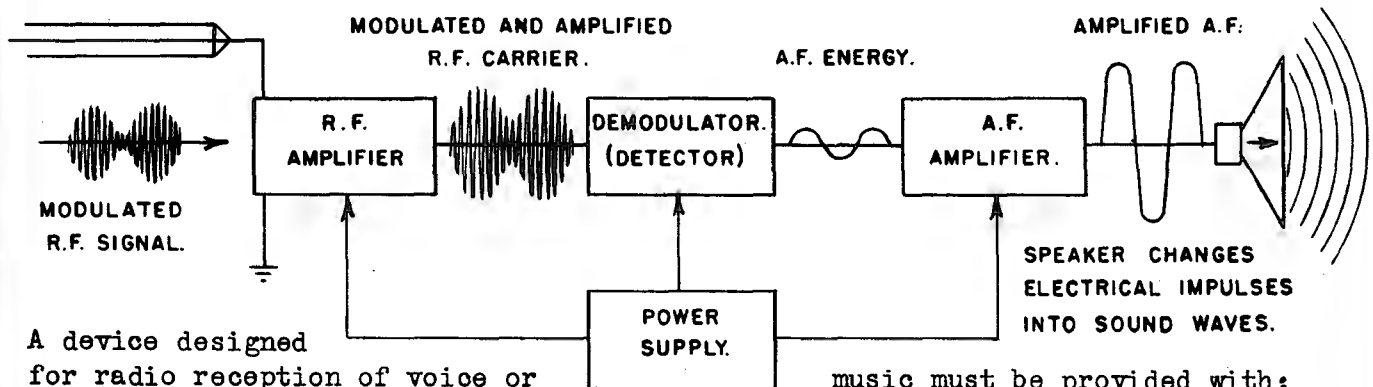 MODULATED AND AMPLIFIED
R.F. CARRIER.
A.F. ENERGY.
AMPLIFIED A.F.
R.F.
AMPLIFIER
DEMODULATOR.
(DETECTOR)
A.F.
AMPLIFIER.
MODULATED
R.F. SIGNAL.
SPEAKER CHANGES
ELECTRICAL IMPULSES
INTO SOUND WAVES.
POWER
SUPPLY.
A device designed
for radio reception of voice or
music must be provided with: